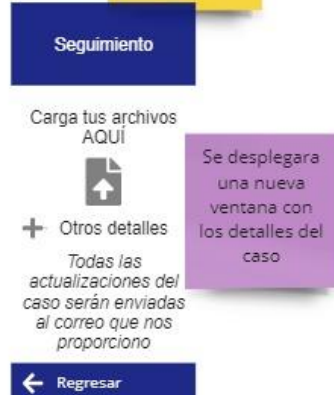 Seguimiento
Carga tus archivos
AQUÍ
Otros detalles
Todas las
actualizaciones del
caso serán enviadas
al correo que nos
proporciono
Regresar
Se desplegara
una nueva
ventana con
los detalles del
caso